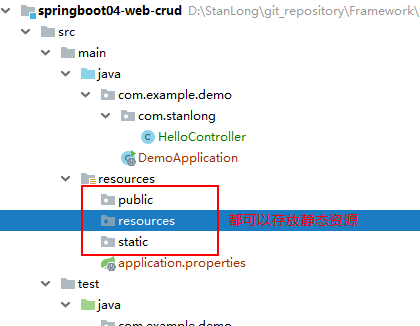 springboot04-web-crud D:\StanLong\git_repository\Framework\
src
main
java
com.example.demo
com.stanlong
HelloController
DemoApplication
resources
public
resources 都可以存放静态资源
static
application.properties
test
java
com.example.demo